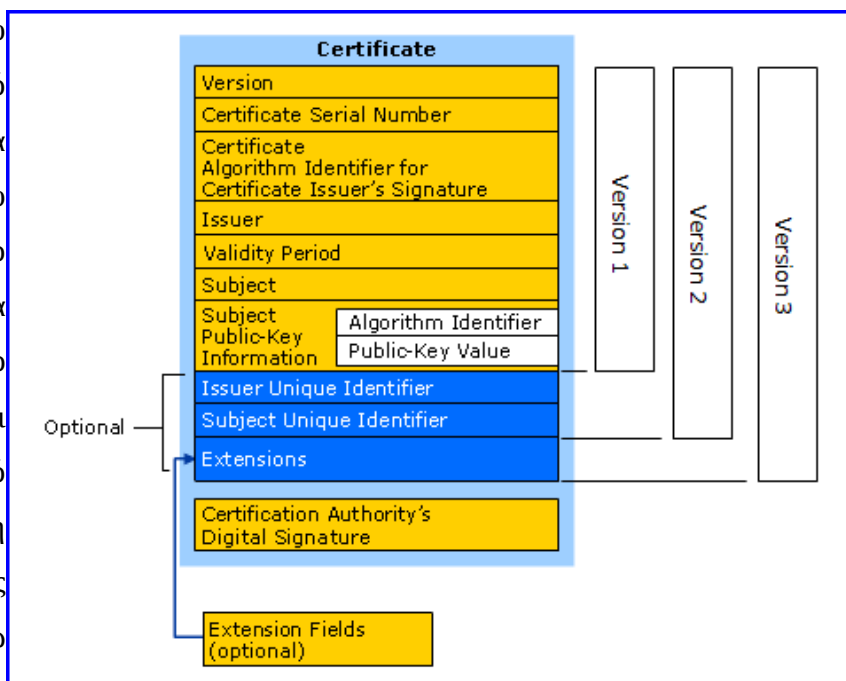 Certificate
Version
Certificate Serial Number
Certificate
Algorithm Identifier for
Certificate Issuer's Signature
Issuer
Validity Period
Subject
Subject
Public-Key
Information
Algorithm Identifier
Public-Key Value
Issuer Unique Identifier
Subject Unique Identifier
Extensions
Optional
Certification Authority's
Digital Signature
Extension Fields
(optional)
Version 1
Version 2
Version 3